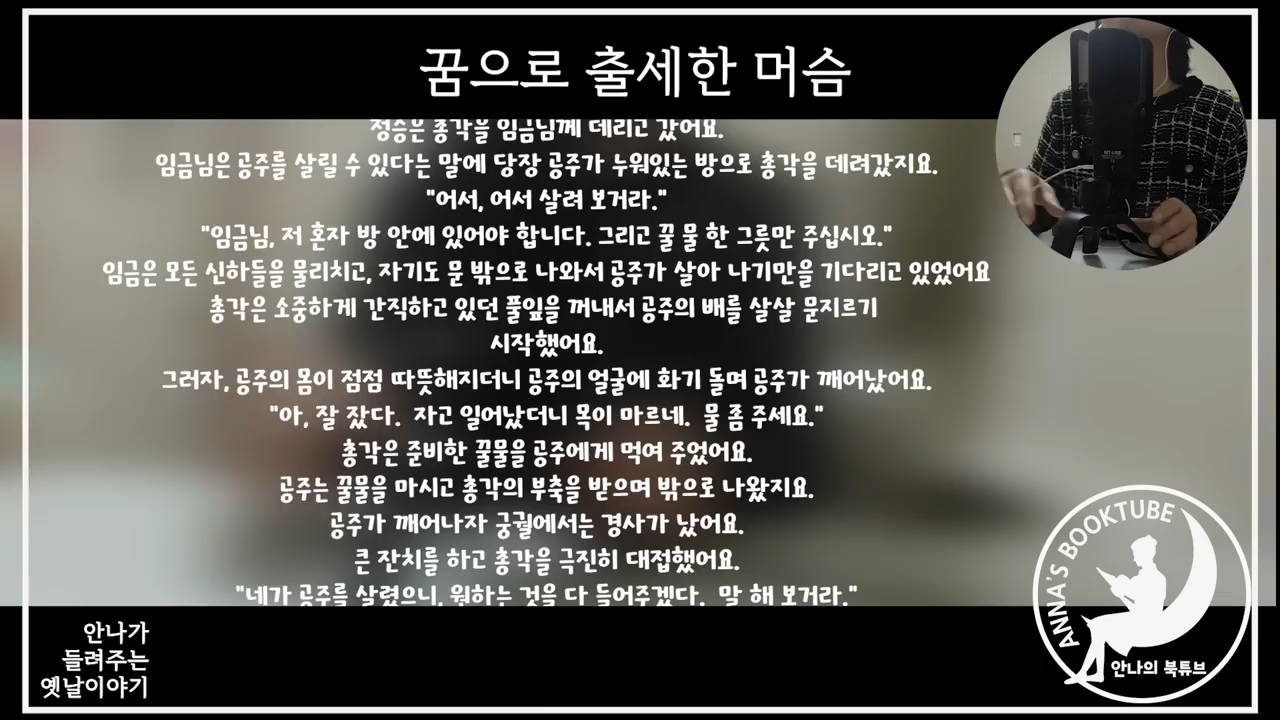 꿈으로 출세한 머슴
정승은 총각을 임금님께 데리고 갔어요.
임금님은 공주를 살릴 수 있다는 말에 당장 공주가 누워있는 방으로 총각을 데려갔지요.
"어서, 어서 살려 보거라."
"임금님, 저 혼자 방 안에 있어야 합니다. 그리고 꿀 물 한 그릇만 주십시오."
임금은 모든 신하들을 물리치고, 자기도 문 밖으로 나와서 공주가 살아 나기만을 기다리고 있었어요
총각은 소중하게 간직하고 있던 풀잎을 꺼내서 공주의 배를 살살 문지르기
시작했어요.
그러자, 공주의 몸이 점점 따뜻해지더니 공주의 얼굴에 화기 돌며 공주가 깨어났어요.
"아, 잘 잤다. 자고 일어났더니 목이 마르네. 물 좀 주세요."
총각은 준비한 꿀물을 공주에게 먹여 주었어요.
공주는 꿀물을 마시고 총각의 부축을 받으며 밖으로 나왔지요.
공주가 깨어나자 궁궐에서는 경사가 났어요.
큰 잔치를 하고 총각을 극진히 대접했어요.
"네가 공주를 살렸으니, 원하는 것을 다 들어주겠다. 말 해 보거라."
안나가
들려주는
옛날이야기
ANNA'S BOOKTUBE
안나의 북튜브